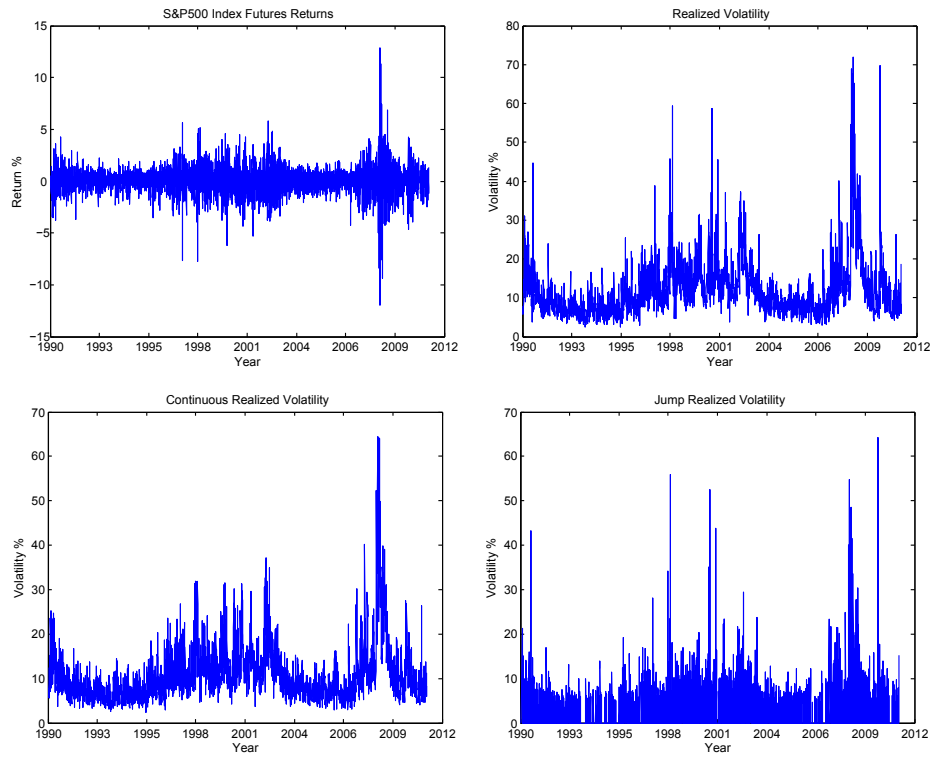 S&P500 Index Futures Returns
15
10
5
0
−5
−10
−15
Return %
1990 1993 1995 1998 2004 2006 2009 2012
Year
Realized Volatility
80
70
60
50
40
30
20
10
0
Volatility %
1990 1993 1995 1998 2001 2004 2006 2009 2012
Year
Continuous Realized Volatility
70
60
50
40
30
20
10
0
Volatility %
1990 1993 1995 1998 2001 2004 2006 2009 2012
Year
Jump Realized Volatility
70
60
50
40
30
20
10
0
Volatility %
1990 1993 1995 1998 2001 2004 2006 2009 2012
Year